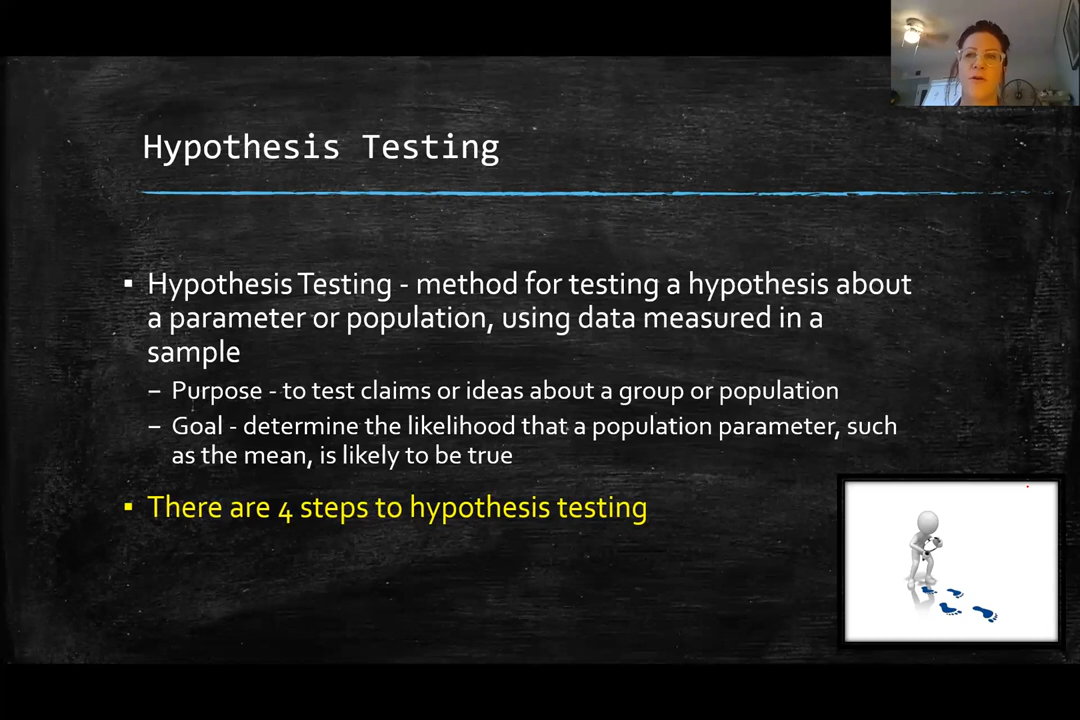 Hypothesis Testing
▪ Hypothesis Testing - method for testing a hypothesis about
a parameter or population, using data measured in a
sample
– Purpose - to test claims or ideas about a group or population
– Goal - determine the likelihood that a population parameter, such
as the mean, is likely to be true
▪ There are 4 steps to hypothesis testing